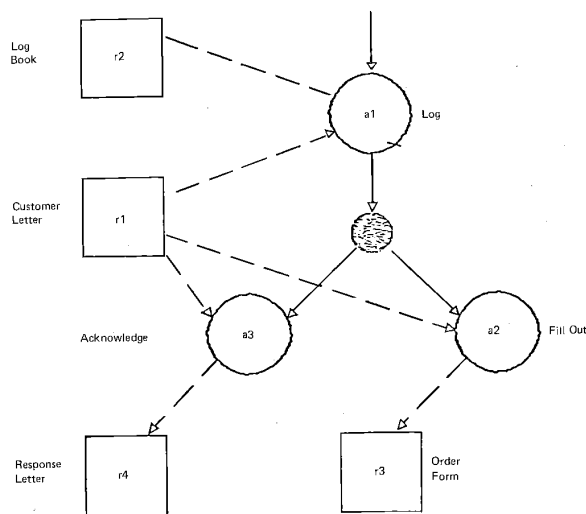 Log
Book
r2
a1
Log
Customer
Letter
r1
Acknowledge
a3
a2
Fill Out
Response
Letter
r4
r3
Order
Form